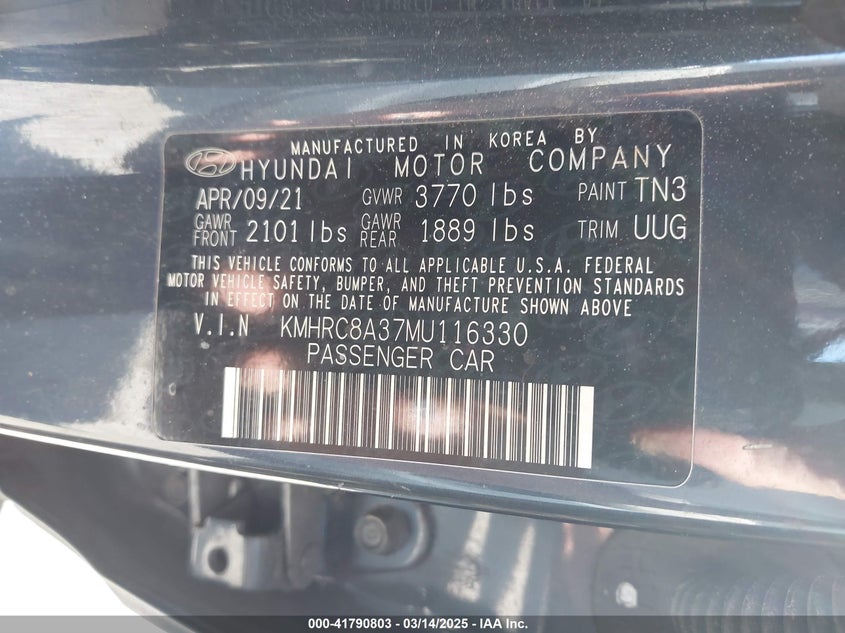 MANUFACTURED IN KOREA BY
HYUNDAI MOTOR COMPANY
APR/09/21 GVWR 3770 lbs PAINT TN3
GAWR FRONT 2101 lbs GAWR REAR 1889 lbs TRIM UUG
THIS VEHICLE CONFORMS TO ALL APPLICABLE U.S.A. FEDERAL
MOTOR VEHICLE SAFETY, BUMPER, AND THEFT PREVENTION STANDARDS
IN EFFECT ON THE DATE OF MANUFACTURE SHOWN ABOVE
V.I.N KMHRC8A37MU116330
PASSENGER CAR
000-41790803 - 03/14/2025 - IAA Inc.